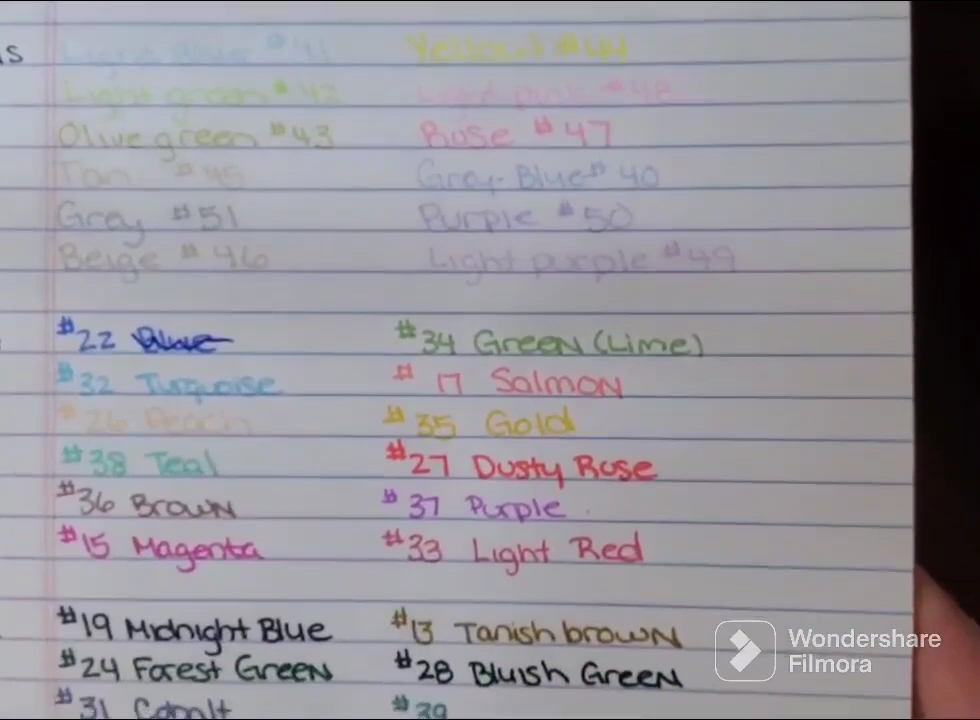 Light Blue #41 Yellow #44
Light green #42 Light pink #48
Olive green #43 Rose #47
Tan #45 Grey-Blue #40
Grey #51 Purple #50
Beige #46 Light purple #49
#22 Blue #34 Green (Lime)
#32 Turquoise #17 Salmon
#26 Peach #35 Gold
#38 Teal #27 Dusty Rose
#36 Brown #37 Purple
#15 Magenta #33 Light Red
#19 Midnight Blue #13 Tanish brown
#24 Forest Green #28 Bluish Green
#31 Cobalt #39
Wondershare
Filmora